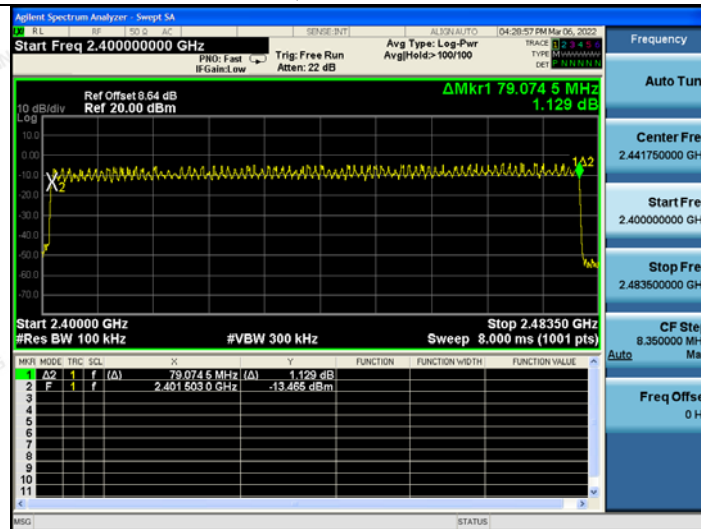 Agilent Spectrum Analyzer - Swept SA
RL RF 50 Ω AC SENSE:INT ALIGN AUTO 04:28:57 PM Mar 06, 2022
Start Freq 2.400000000 GHz
PNO: Fast Trig: Free Run Avg Type: Log-Pwr TRACE 1 2 3 4 5 6
IFGain:Low Atten: 22 dB Avg|Hold:> 100/100 TYPE MWWWWW
DET P N N N N N
Ref Offset 8.64 dB ΔMkr1 79.074 5 MHz
10 dB/div Ref 20.00 dBm 1.129 dB
Log
10.0
0.00 1Δ2
-10.0
2
-20.0
-30.0
-40.0
-50.0
-60.0
-70.0
Start 2.40000 GHz Stop 2.48350 GHz
#Res BW 100 kHz #VBW 300 kHz Sweep 8.000 ms (1001 pts)
MKR MODE TRC SCL X Y FUNCTION FUNCTION WIDTH FUNCTION VALUE
1 Δ2 1 f (Δ) 79.074 5 MHz (Δ) 1.129 dB
2 F 1 f 2.401 503 0 GHz -13.465 dBm
3
4
5
6
7
8
9
10
11
MSG STATUS
Frequency
Auto Tun
Center Fre
2.441750000 GH
Start Fre
2.400000000 GH
Stop Fre
2.483500000 GH
CF Ste
8.350000 MH
Auto Ma
Freq Offse
0 H